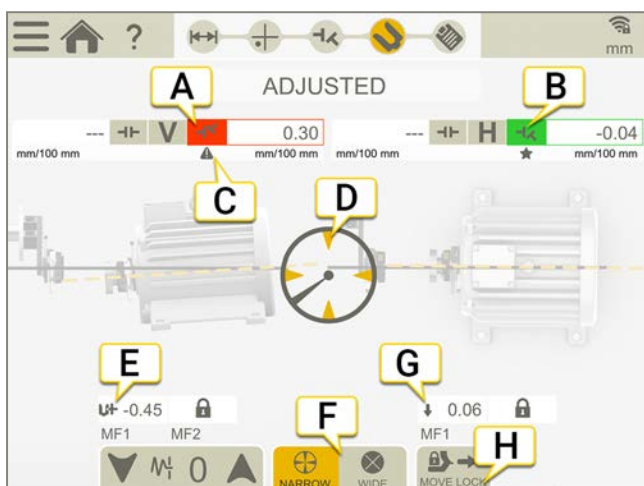 ?
mm
ADJUSTED
A
B
--- V 0.30
mm/100 mm mm/100 mm
--- H -0.04
mm/100 mm mm/100 mm
C
D
E
F
G
H
-0.45
MF1 MF2
0.06
MF1
0
NARROW WIDE
MOVE LOCK